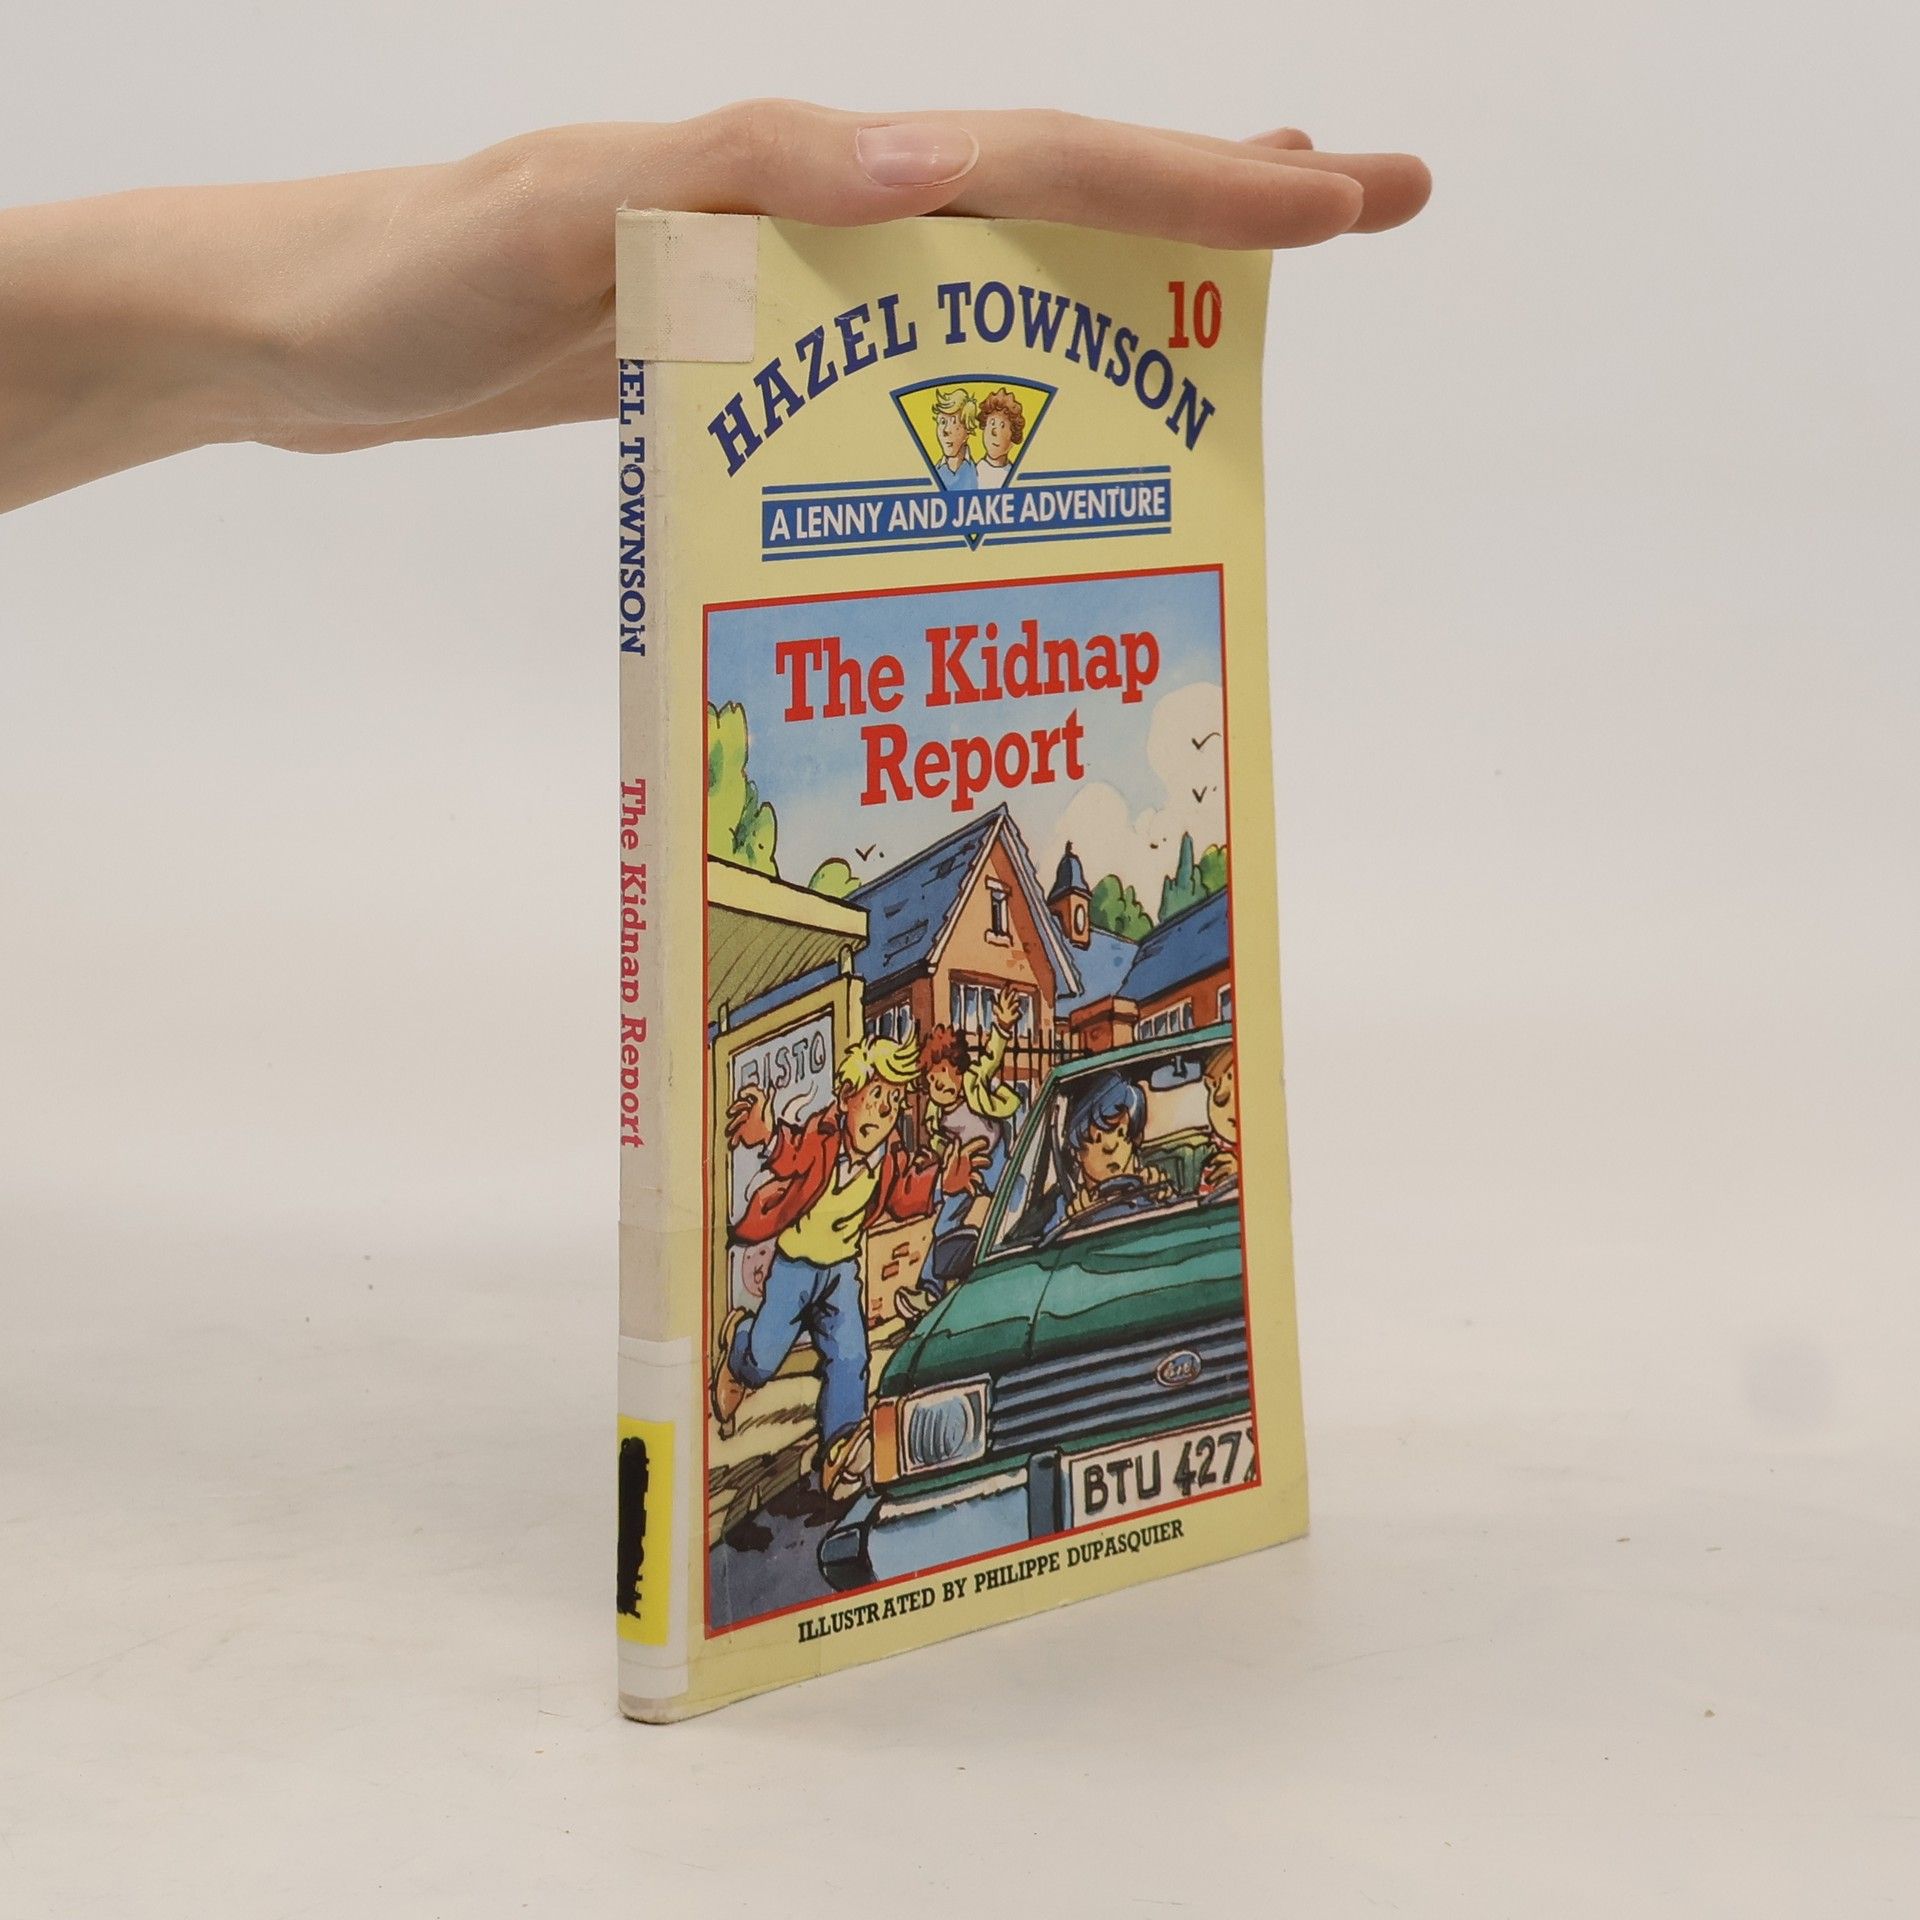 HAZEL TOWNSON
10
A LENNY AND JAKE ADVENTURE
The Kidnap
Report
BISTO
BTU 427
ILLUSTRATED BY PHILIPPE DUPASQUIER
ZEL TOWNSON
The Kidnap Report